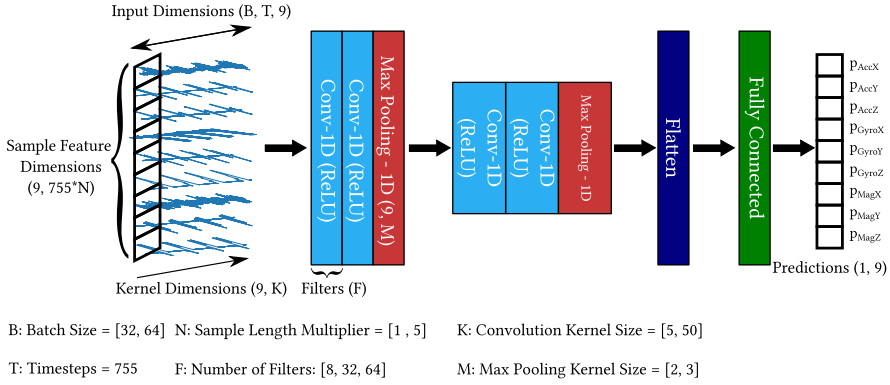 Input Dimensions (B, T, 9)
Sample Feature
Dimensions
(9, 755*N)
Kernel Dimensions (9, K)
Conv-1D (ReLU)
Conv-1D (ReLU)
Max Pooling - 1D (9, M)
Filters (F)
Conv-1D
(ReLU)
Conv-1D
(ReLU)
Max Pooling - 1D
Flatten
Fully Connected
pAccX
pAccY
pAccZ
pGyroX
pGyroY
pGyroZ
pMagX
pMagY
pMagZ
Predictions (1, 9)
B: Batch Size = [32, 64]
N: Sample Length Multiplier = [1 , 5]
K: Convolution Kernel Size = [5, 50]
T: Timesteps = 755
F: Number of Filters: [8, 32, 64]
M: Max Pooling Kernel Size = [2, 3]